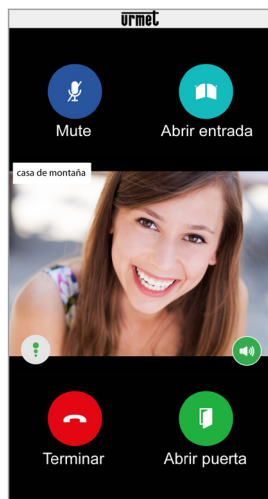 urmet
Mute
Abrir entrada
casa de montaña
Terminar
Abrir puerta